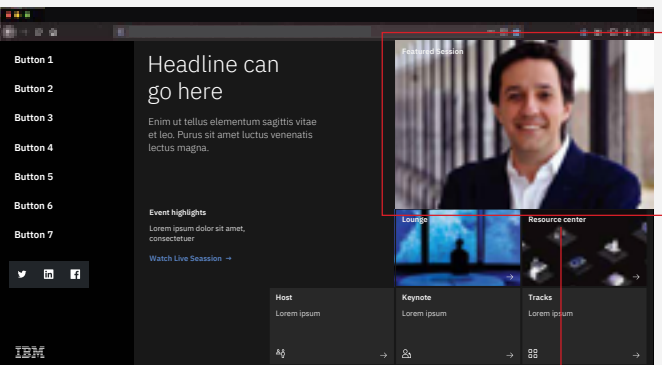 Button 1
Button 2
Button 3
Button 4
Button 5
Button 6
Button 7
IBM
Headline can
go here
Enim ut tellus elementum sagittis vitae
et leo. Purus sit amet luctus venenatis
lectus magna.
Event highlights
Lorem ipsum dolor sit amet,
consectetuer
Watch Live Seassion →
Featured Session
Lounge
Resource center
Host
Lorem ipsum
Keynote
Lorem ipsum
Tracks
Lorem ipsum